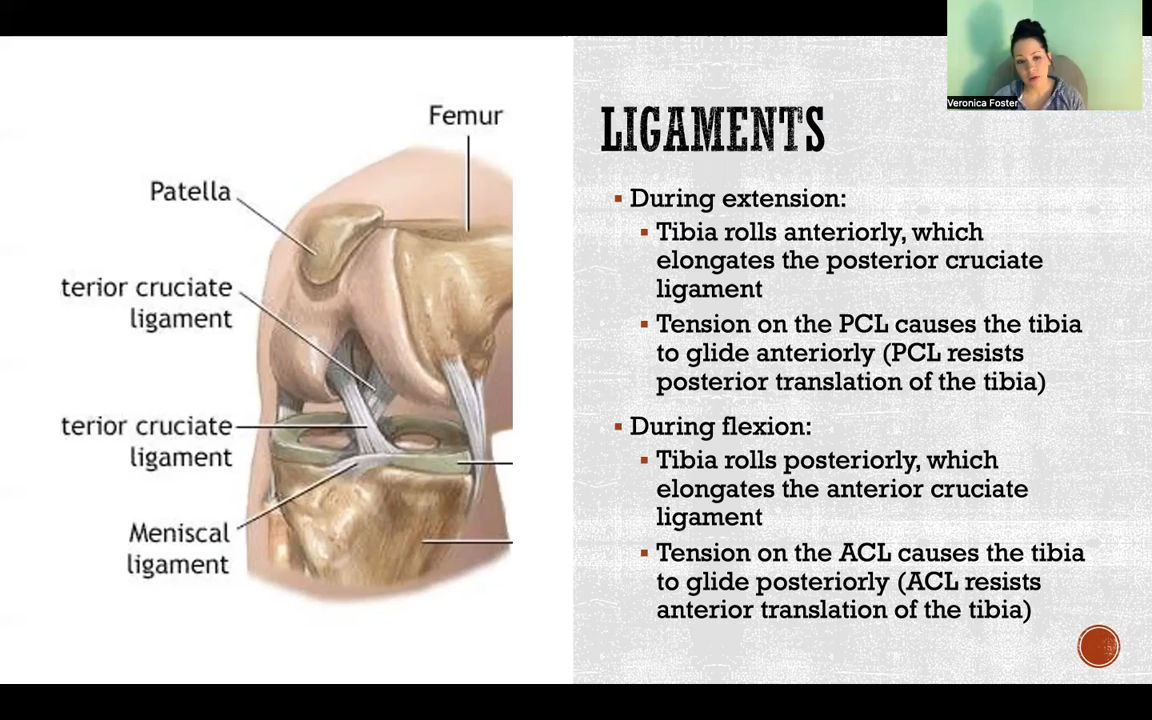 Veronica Foster
LIGAMENTS
Femur
Patella
terior cruciate
ligament
terior cruciate
ligament
Meniscal
ligament
During extension:
Tibia rolls anteriorly, which
elongates the posterior cruciate
ligament
Tension on the PCL causes the tibia
to glide anteriorly (PCL resists
posterior translation of the tibia)
During flexion:
Tibia rolls posteriorly, which
elongates the anterior cruciate
ligament
Tension on the ACL causes the tibia
to glide posteriorly (ACL resists
anterior translation of the tibia)